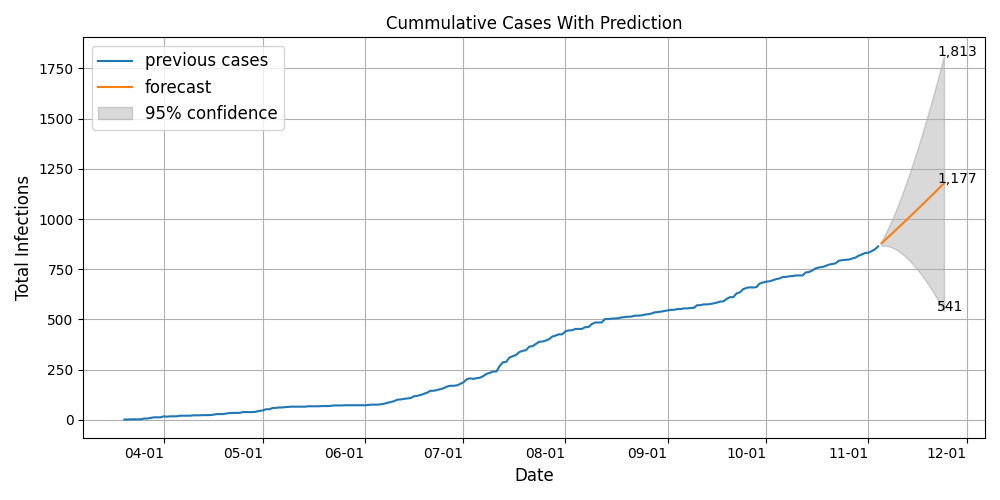 Cummulative Cases With Prediction
previous cases
forecast
95% confidence
1,813
1,177
541
1750
1500
1250
1000
750
500
250
0
Total Infections
04-01 05-01 06-01 07-01 08-01 09-01 10-01 11-01 12-01
Date